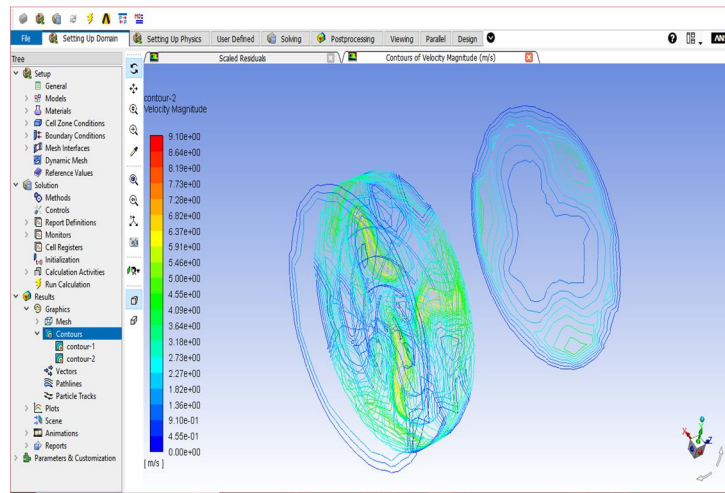 File
Setting Up Domain
Setting Up Physics
User Defined
Solving
Postprocessing
Viewing
Parallel
Design
Tree
Scaled Residuals
Contours of Velocity Magnitude (m/s)
Setup
General
Models
Materials
Cell Zone Conditions
Boundary Conditions
Mesh Interfaces
Dynamic Mesh
Reference Values
Solution
Methods
Controls
Report Definitions
Monitors
Cell Registers
Initialization
Calculation Activities
Run Calculation
Results
Graphics
Mesh
Contours
contour-1
contour-2
Vectors
Pathlines
Particle Tracks
Plots
Scene
Animations
Reports
Parameters & Customization
contour-2
Velocity Magnitude
9.10e+00
8.64e+00
8.19e+00
7.73e+00
7.28e+00
6.82e+00
6.37e+00
5.91e+00
5.46e+00
5.00e+00
4.55e+00
4.09e+00
3.64e+00
3.18e+00
2.73e+00
2.27e+00
1.82e+00
1.36e+00
9.10e-01
4.55e-01
0.00e+00
[ m/s ]